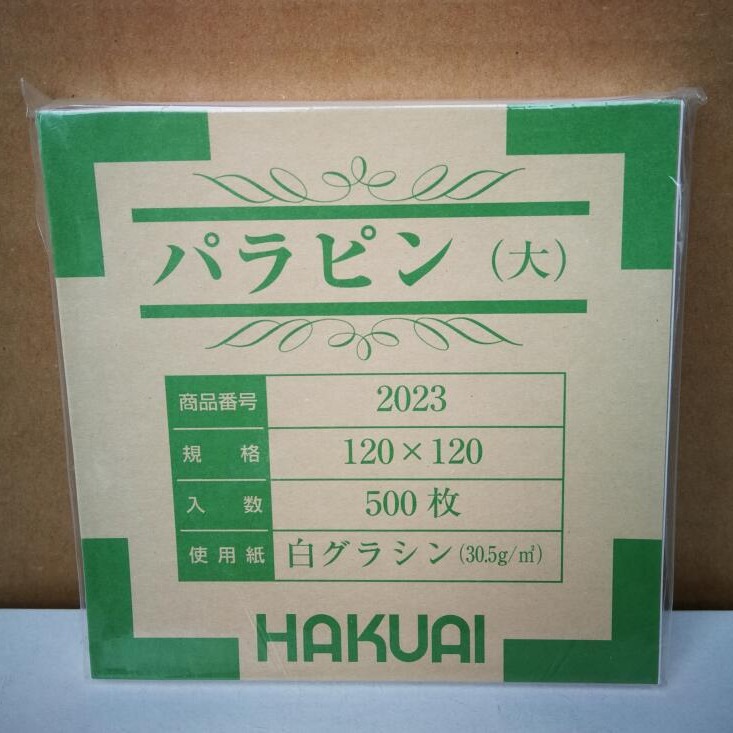 パラピン（大）
商品番号 2023
規格 120×120
入数 500枚
使用紙 白グラシン(30.5g/㎡)
HAKUAI